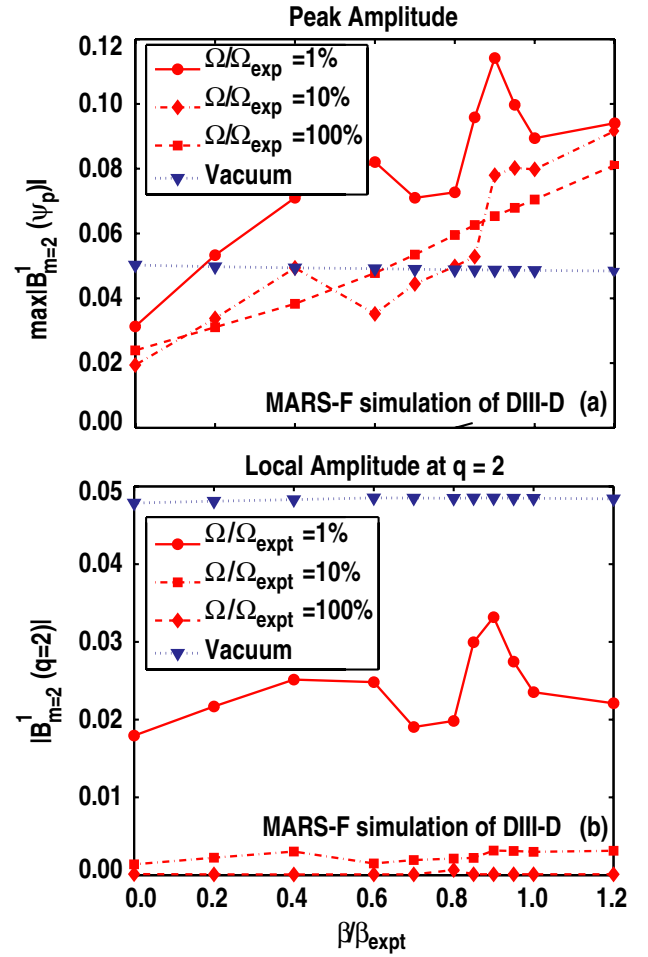 Peak Amplitude
0.12
0.10
0.08
0.06
0.04
0.02
0.00
max|B¹ₘ₌₂ (ψₚ)|
Ω/Ω_exp =1%
Ω/Ω_exp =10%
Ω/Ω_exp =100%
Vacuum
MARS-F simulation of DIII-D (a)
Local Amplitude at q = 2
0.05
0.04
0.03
0.02
0.01
0.00
|B¹ₘ₌₂ (q=2)|
Ω/Ω_expt =1%
Ω/Ω_expt =10%
Ω/Ω_expt =100%
Vacuum
MARS-F simulation of DIII-D (b)
0.0 0.2 0.4 0.6 0.8 1.0 1.2
β/β_expt